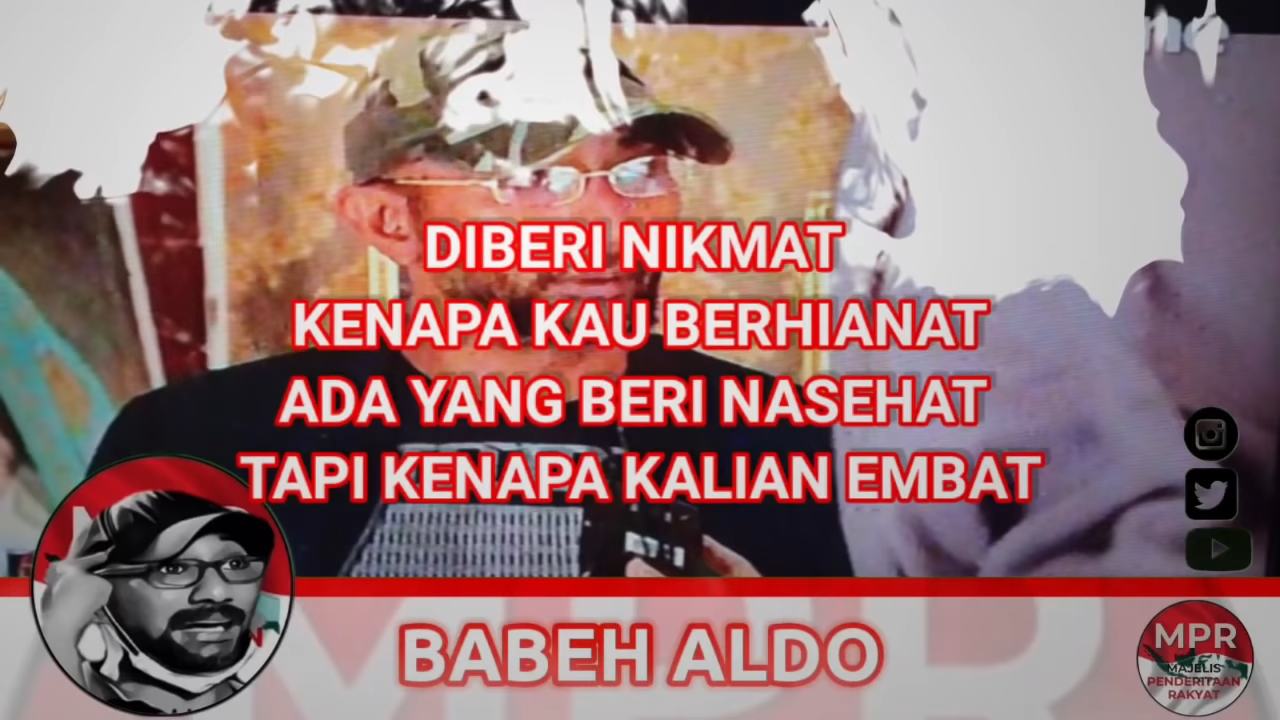 DIBERI NIKMAT
KENAPA KAU BERHIANAT
ADA YANG BERI NASEHAT
TAPI KENAPA KALIAN EMBAT
BABEH ALDO
MPR
MAJELIS
PENDERITAAN
RAKYAT